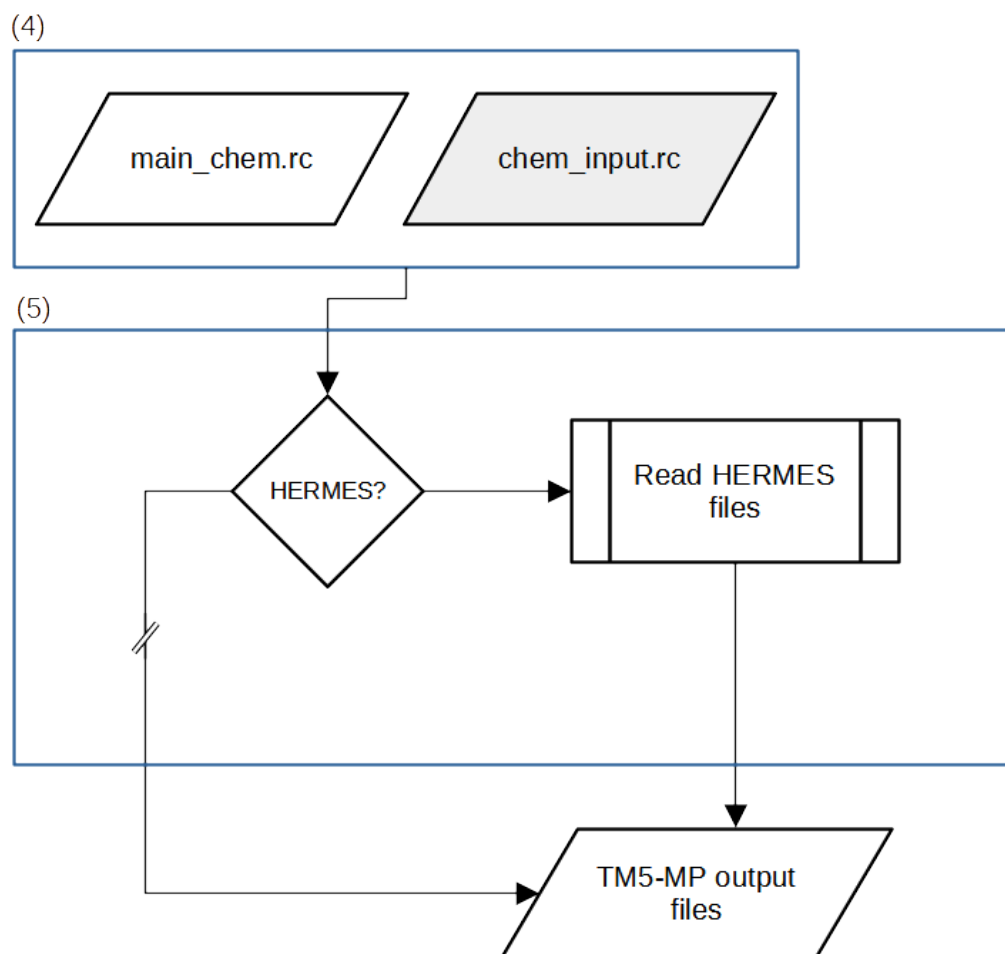 (4)
main_chem.rc
chem_input.rc
(5)
HERMES?
Read HERMES
files
TM5-MP output
files